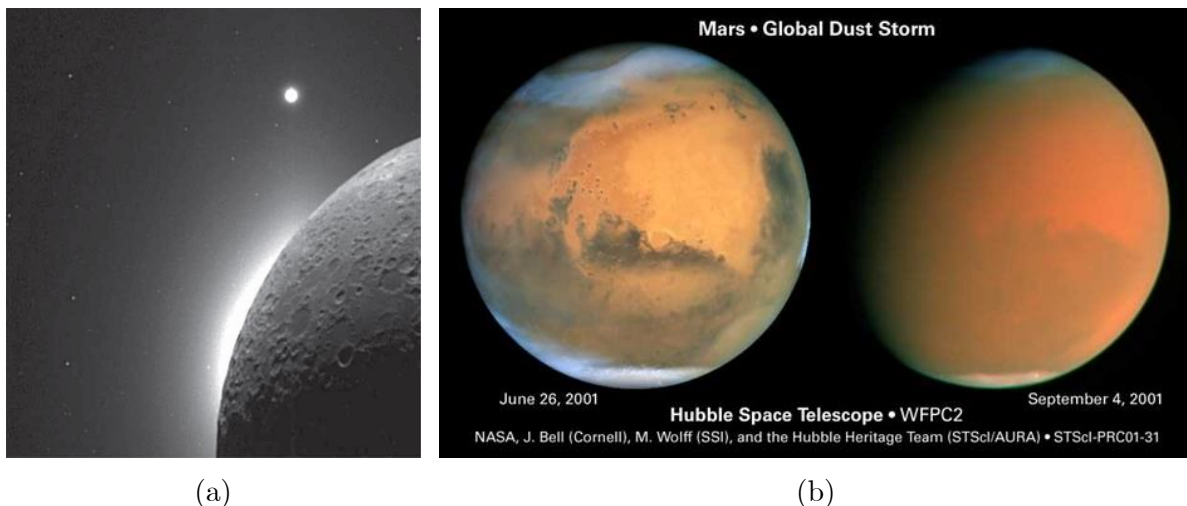 Mars • Global Dust Storm
June 26, 2001
September 4, 2001
Hubble Space Telescope • WFPC2
NASA, J. Bell (Cornell), M. Wolff (SSI), and the Hubble Heritage Team (STScI/AURA) • STScI-PRC01-31
(a)
(b)